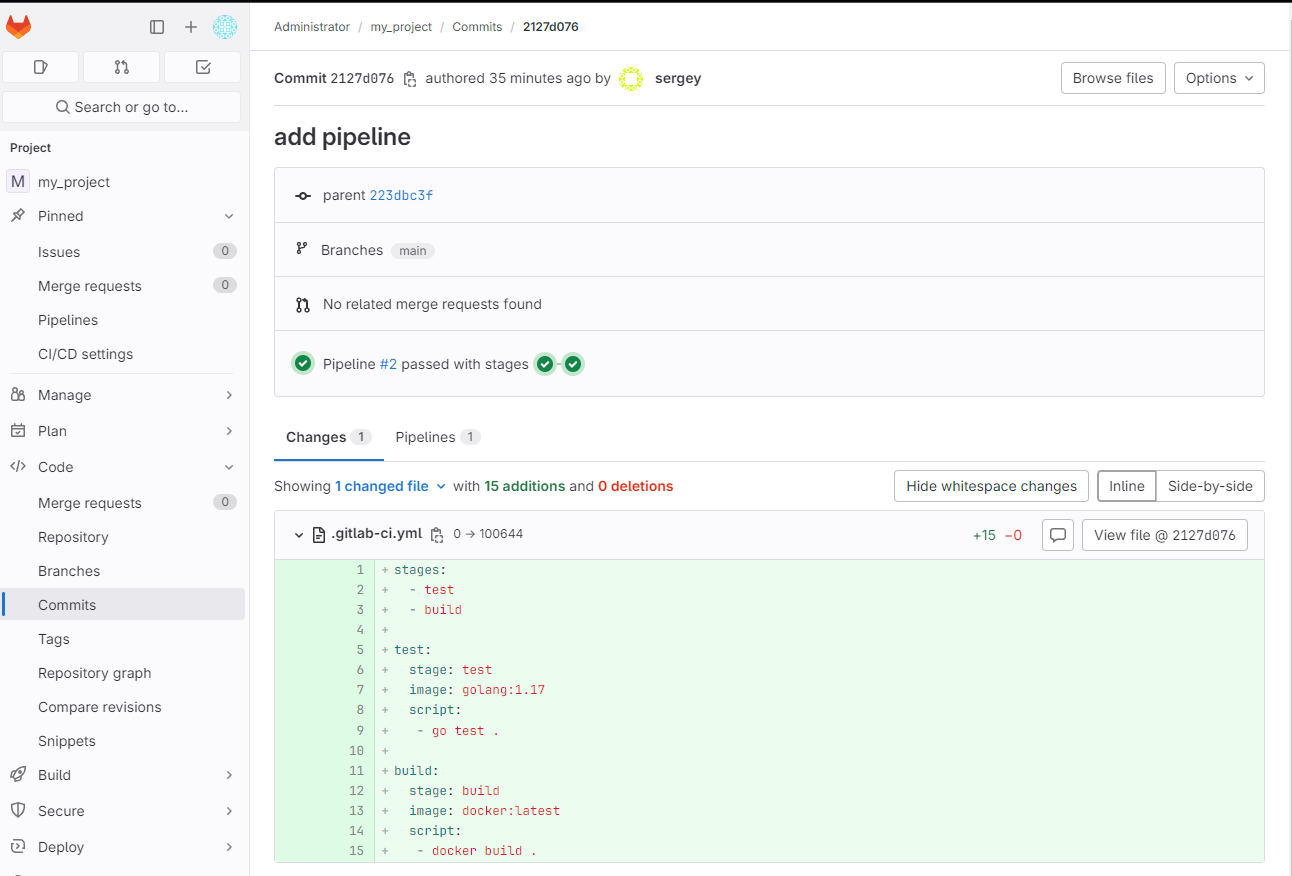 Administrator / my_project / Commits / 2127d076
Search or go to...
Project
M my_project
Pinned
Issues 0
Merge requests 0
Pipelines
CI/CD settings
Manage
Plan
Code
Merge requests 0
Repository
Branches
Commits
Tags
Repository graph
Compare revisions
Snippets
Build
Secure
Deploy
Commit 2127d076 authored 35 minutes ago by sergey
Browse files
Options
add pipeline
parent 223dbc3f
Branches main
No related merge requests found
Pipeline #2 passed with stages
Changes 1 Pipelines 1
Showing 1 changed file with 15 additions and 0 deletions
Hide whitespace changes
Inline Side-by-side
.gitlab-ci.yml 0 → 100644
+15 −0
View file @ 2127d076
1 + stages:
2 +   - test
3 +   - build
4 +
5 + test:
6 +   stage: test
7 +   image: golang:1.17
8 +   script:
9 +    - go test .
10 +
11 + build:
12 +   stage: build
13 +   image: docker:latest
14 +   script:
15 +    - docker build .